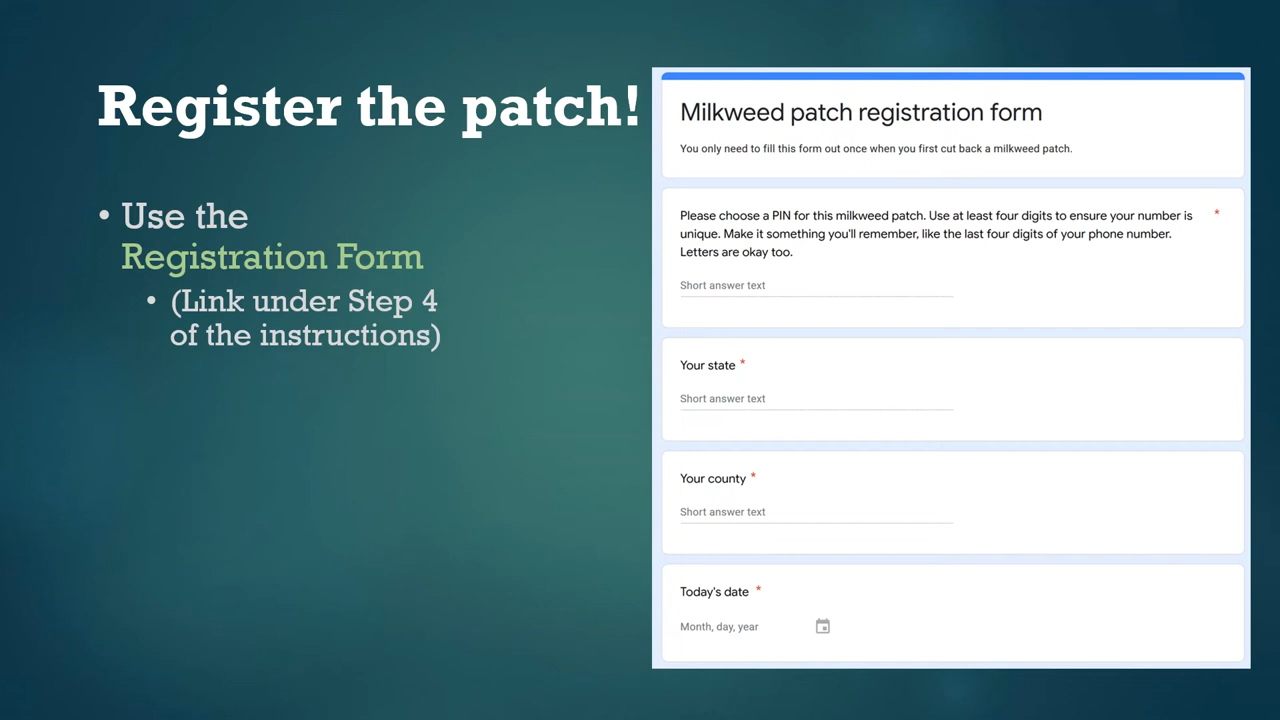 Register the patch!
• Use the
Registration Form
• (Link under Step 4
of the instructions)
Milkweed patch registration form
You only need to fill this form out once when you first cut back a milkweed patch.
Please choose a PIN for this milkweed patch. Use at least four digits to ensure your number is *
unique. Make it something you'll remember, like the last four digits of your phone number.
Letters are okay too.
Short answer text
Your state *
Short answer text
Your county *
Short answer text
Today's date *
Month, day, year